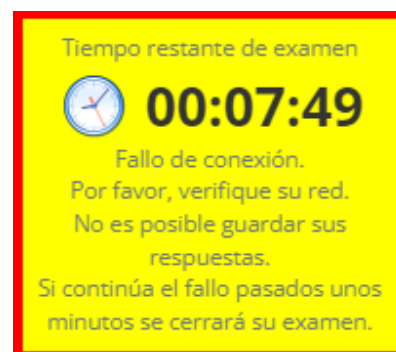 Tiempo restante de examen
00:07:49
Fallo de conexión.
Por favor, verifique su red.
No es posible guardar sus
respuestas.
Si continúa el fallo pasados unos
minutos se cerrará su examen.